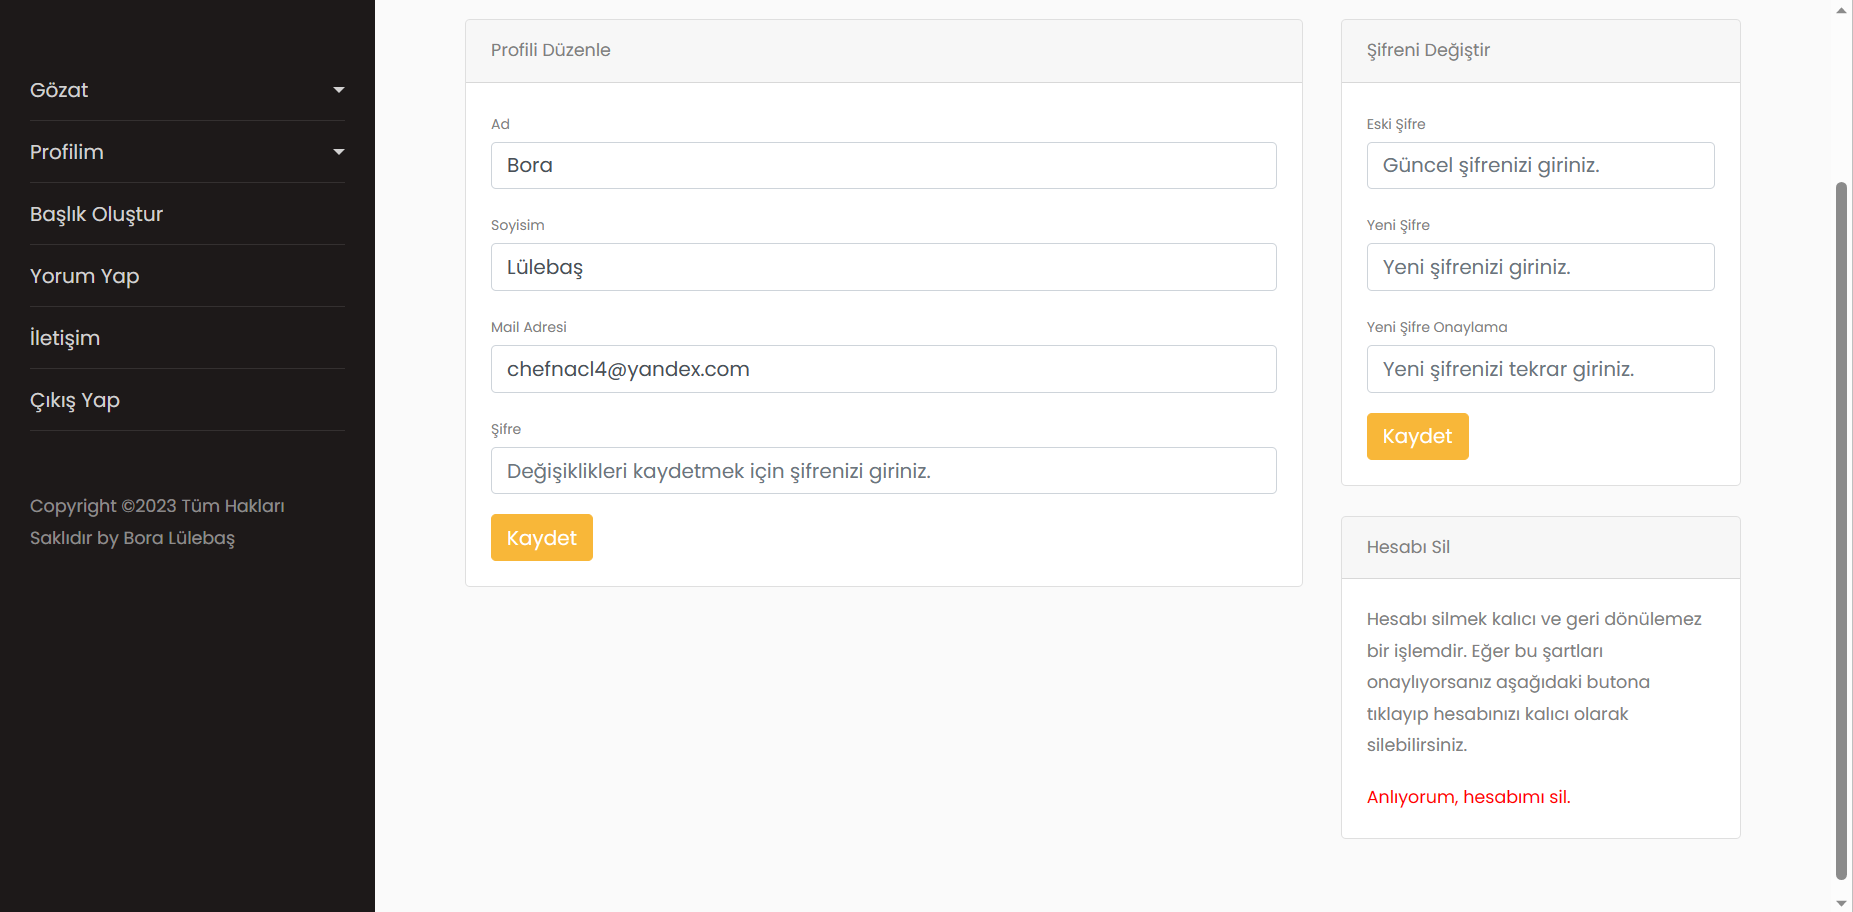 Gözat
Profilim
Başlık Oluştur
Yorum Yap
İletişim
Çıkış Yap
Copyright ©2023 Tüm Hakları
Saklıdır by Bora Lülebaş
Profili Düzenle
Ad
Bora
Soyisim
Lülebaş
Mail Adresi
chefnacl4@yandex.com
Şifre
Değişiklikleri kaydetmek için şifrenizi giriniz.
Kaydet
Şifreni Değiştir
Eski Şifre
Güncel şifrenizi giriniz.
Yeni Şifre
Yeni şifrenizi giriniz.
Yeni Şifre Onaylama
Yeni şifrenizi tekrar giriniz.
Kaydet
Hesabı Sil
Hesabı silmek kalıcı ve geri dönülemez
bir işlemdir. Eğer bu şartları
onaylıyorsanız aşağıdaki butona
tıklayıp hesabınızı kalıcı olarak
silebilirsiniz.
Anlıyorum, hesabımı sil.